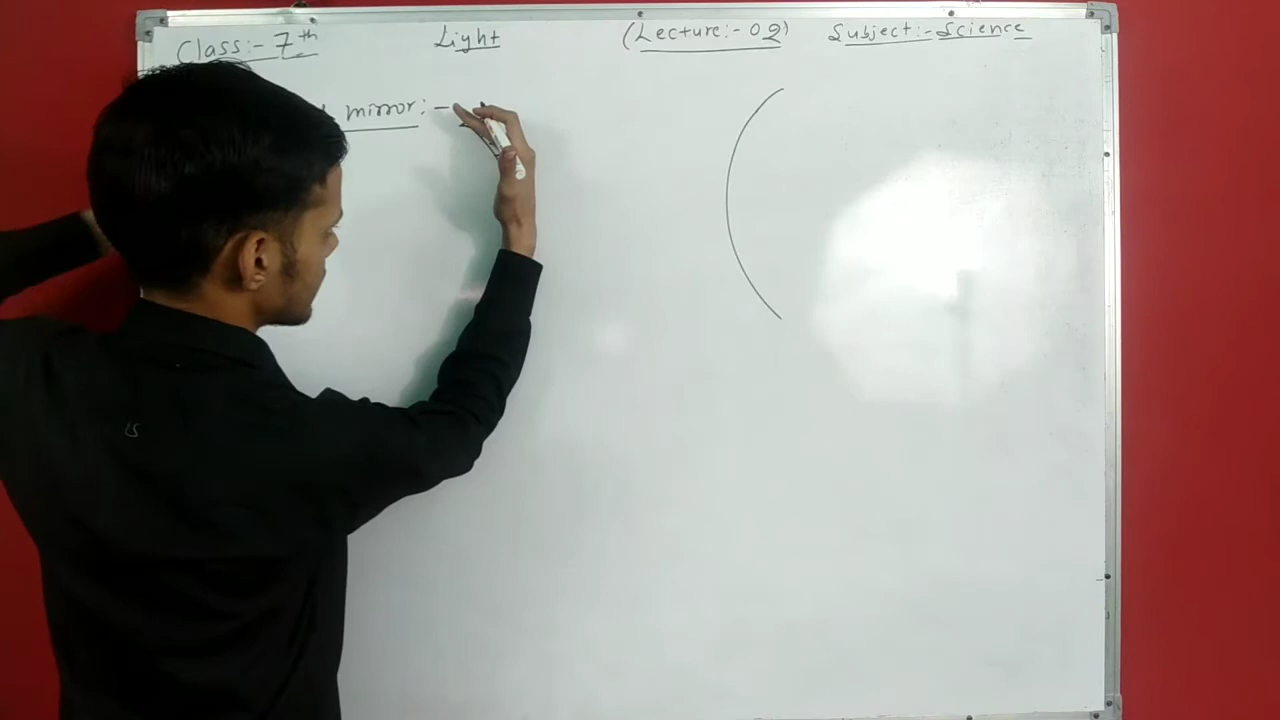 Class:- 7th Light (Lecture:- 02) Subject:- Science
mirror:-